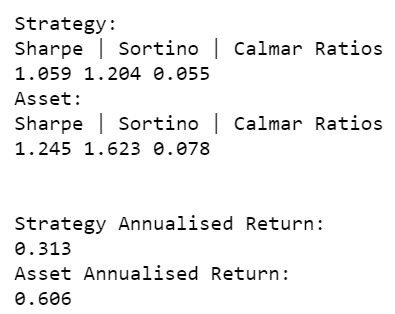 Strategy:
Sharpe | Sortino | Calmar Ratios
1.059 1.204 0.055
Asset:
Sharpe | Sortino | Calmar Ratios
1.245 1.623 0.078
Strategy Annualised Return:
0.313
Asset Annualised Return:
0.606